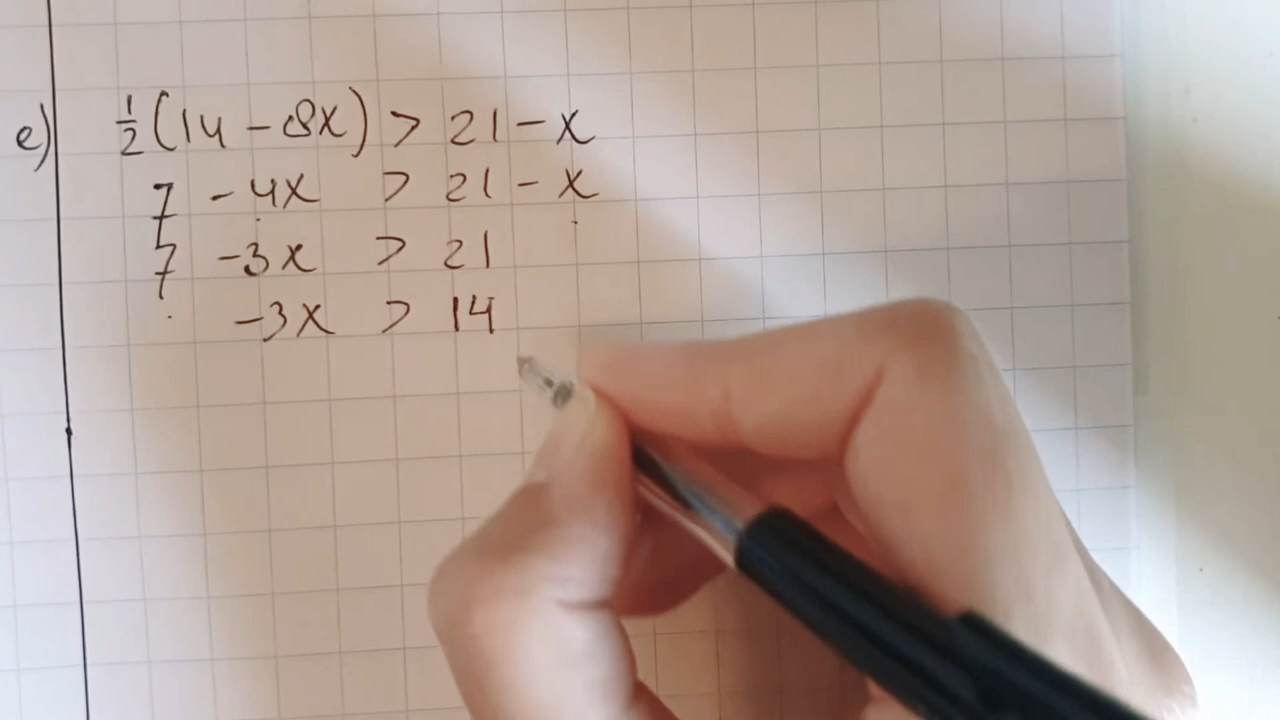 e) ½(14 - 8x) > 21 - x
7 - 4x > 21 - x
7 - 3x > 21
-3x > 14